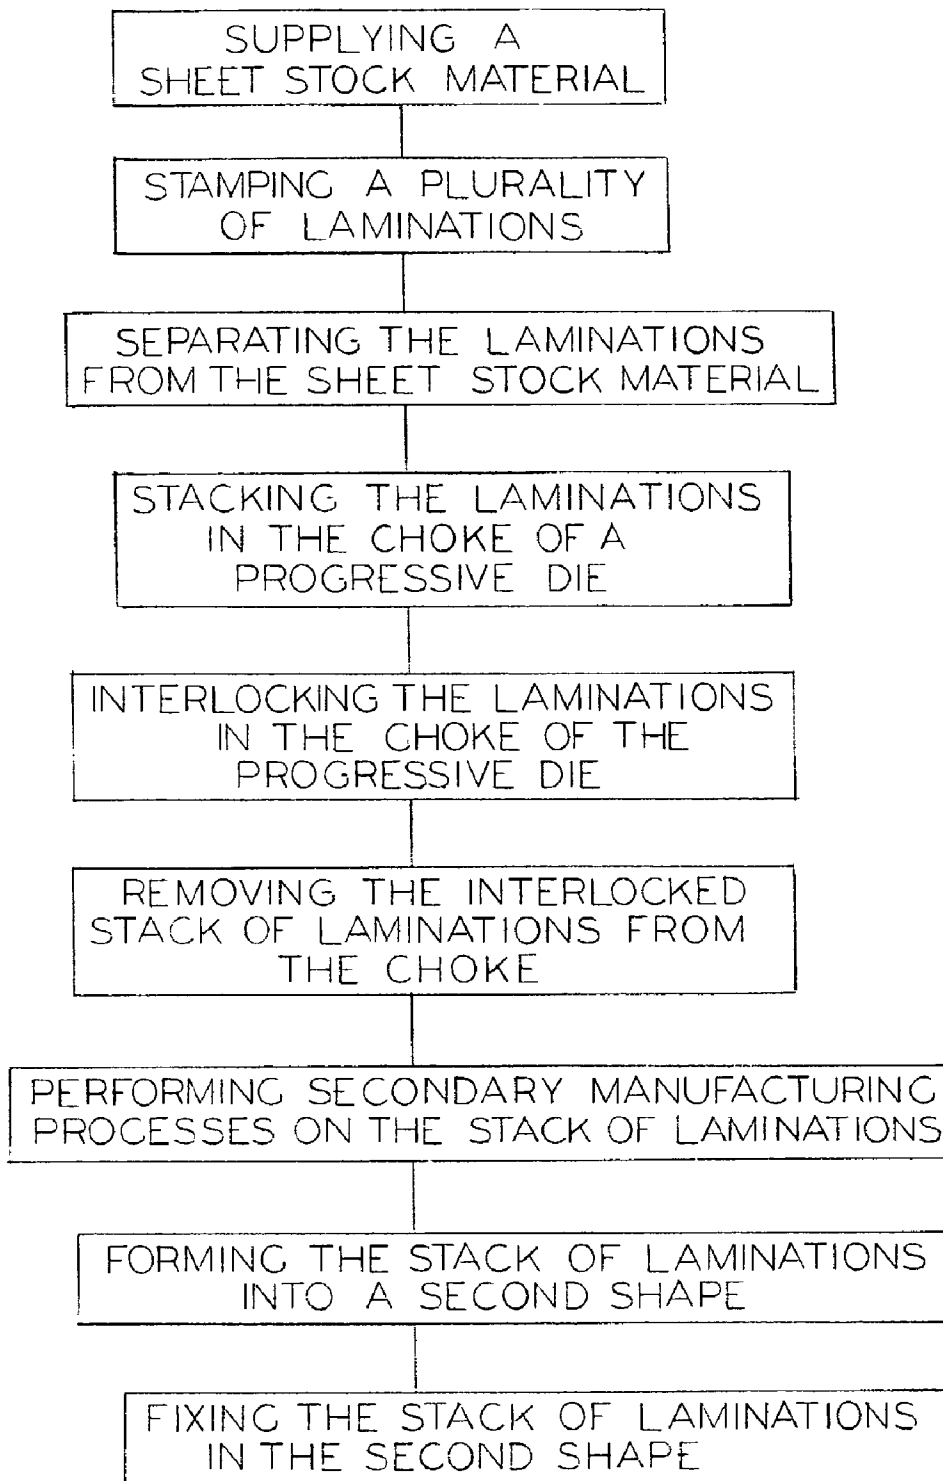 SUPPLYING A
SHEET STOCK MATERIAL
STAMPING A PLURALITY
OF LAMINATIONS
SEPARATING THE LAMINATIONS
FROM THE SHEET STOCK MATERIAL
STACKING THE LAMINATIONS
IN THE CHOKE OF A
PROGRESSIVE DIE
INTERLOCKING THE LAMINATIONS
IN THE CHOKE OF THE
PROGRESSIVE DIE
REMOVING THE INTERLOCKED
STACK OF LAMINATIONS FROM
THE CHOKE
PERFORMING SECONDARY MANUFACTURING
PROCESSES ON THE STACK OF LAMINATIONS
FORMING THE STACK OF LAMINATIONS
INTO A SECOND SHAPE
FIXING THE STACK OF LAMINATIONS
IN THE SECOND SHAPE